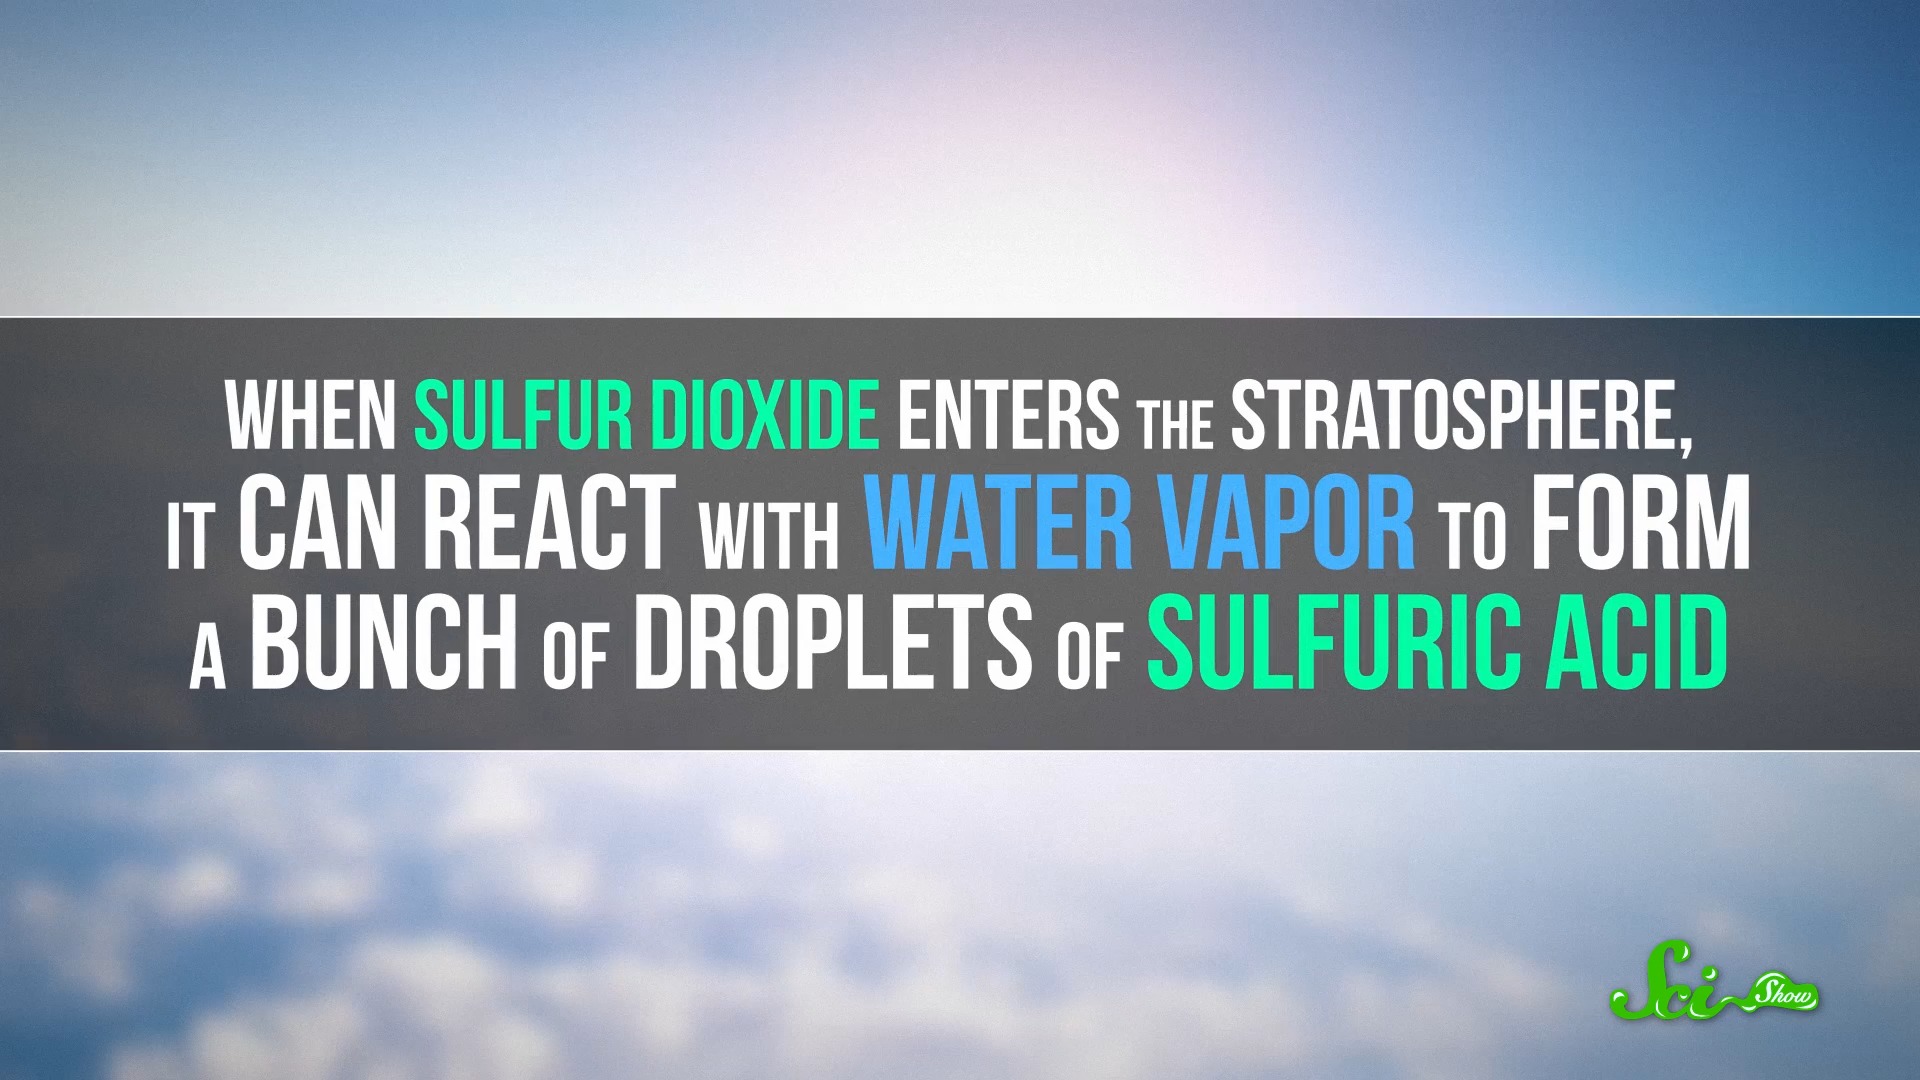 WHEN SULFUR DIOXIDE ENTERS THE STRATOSPHERE,
IT CAN REACT WITH WATER VAPOR TO FORM
A BUNCH OF DROPLETS OF SULFURIC ACID
Sci Show